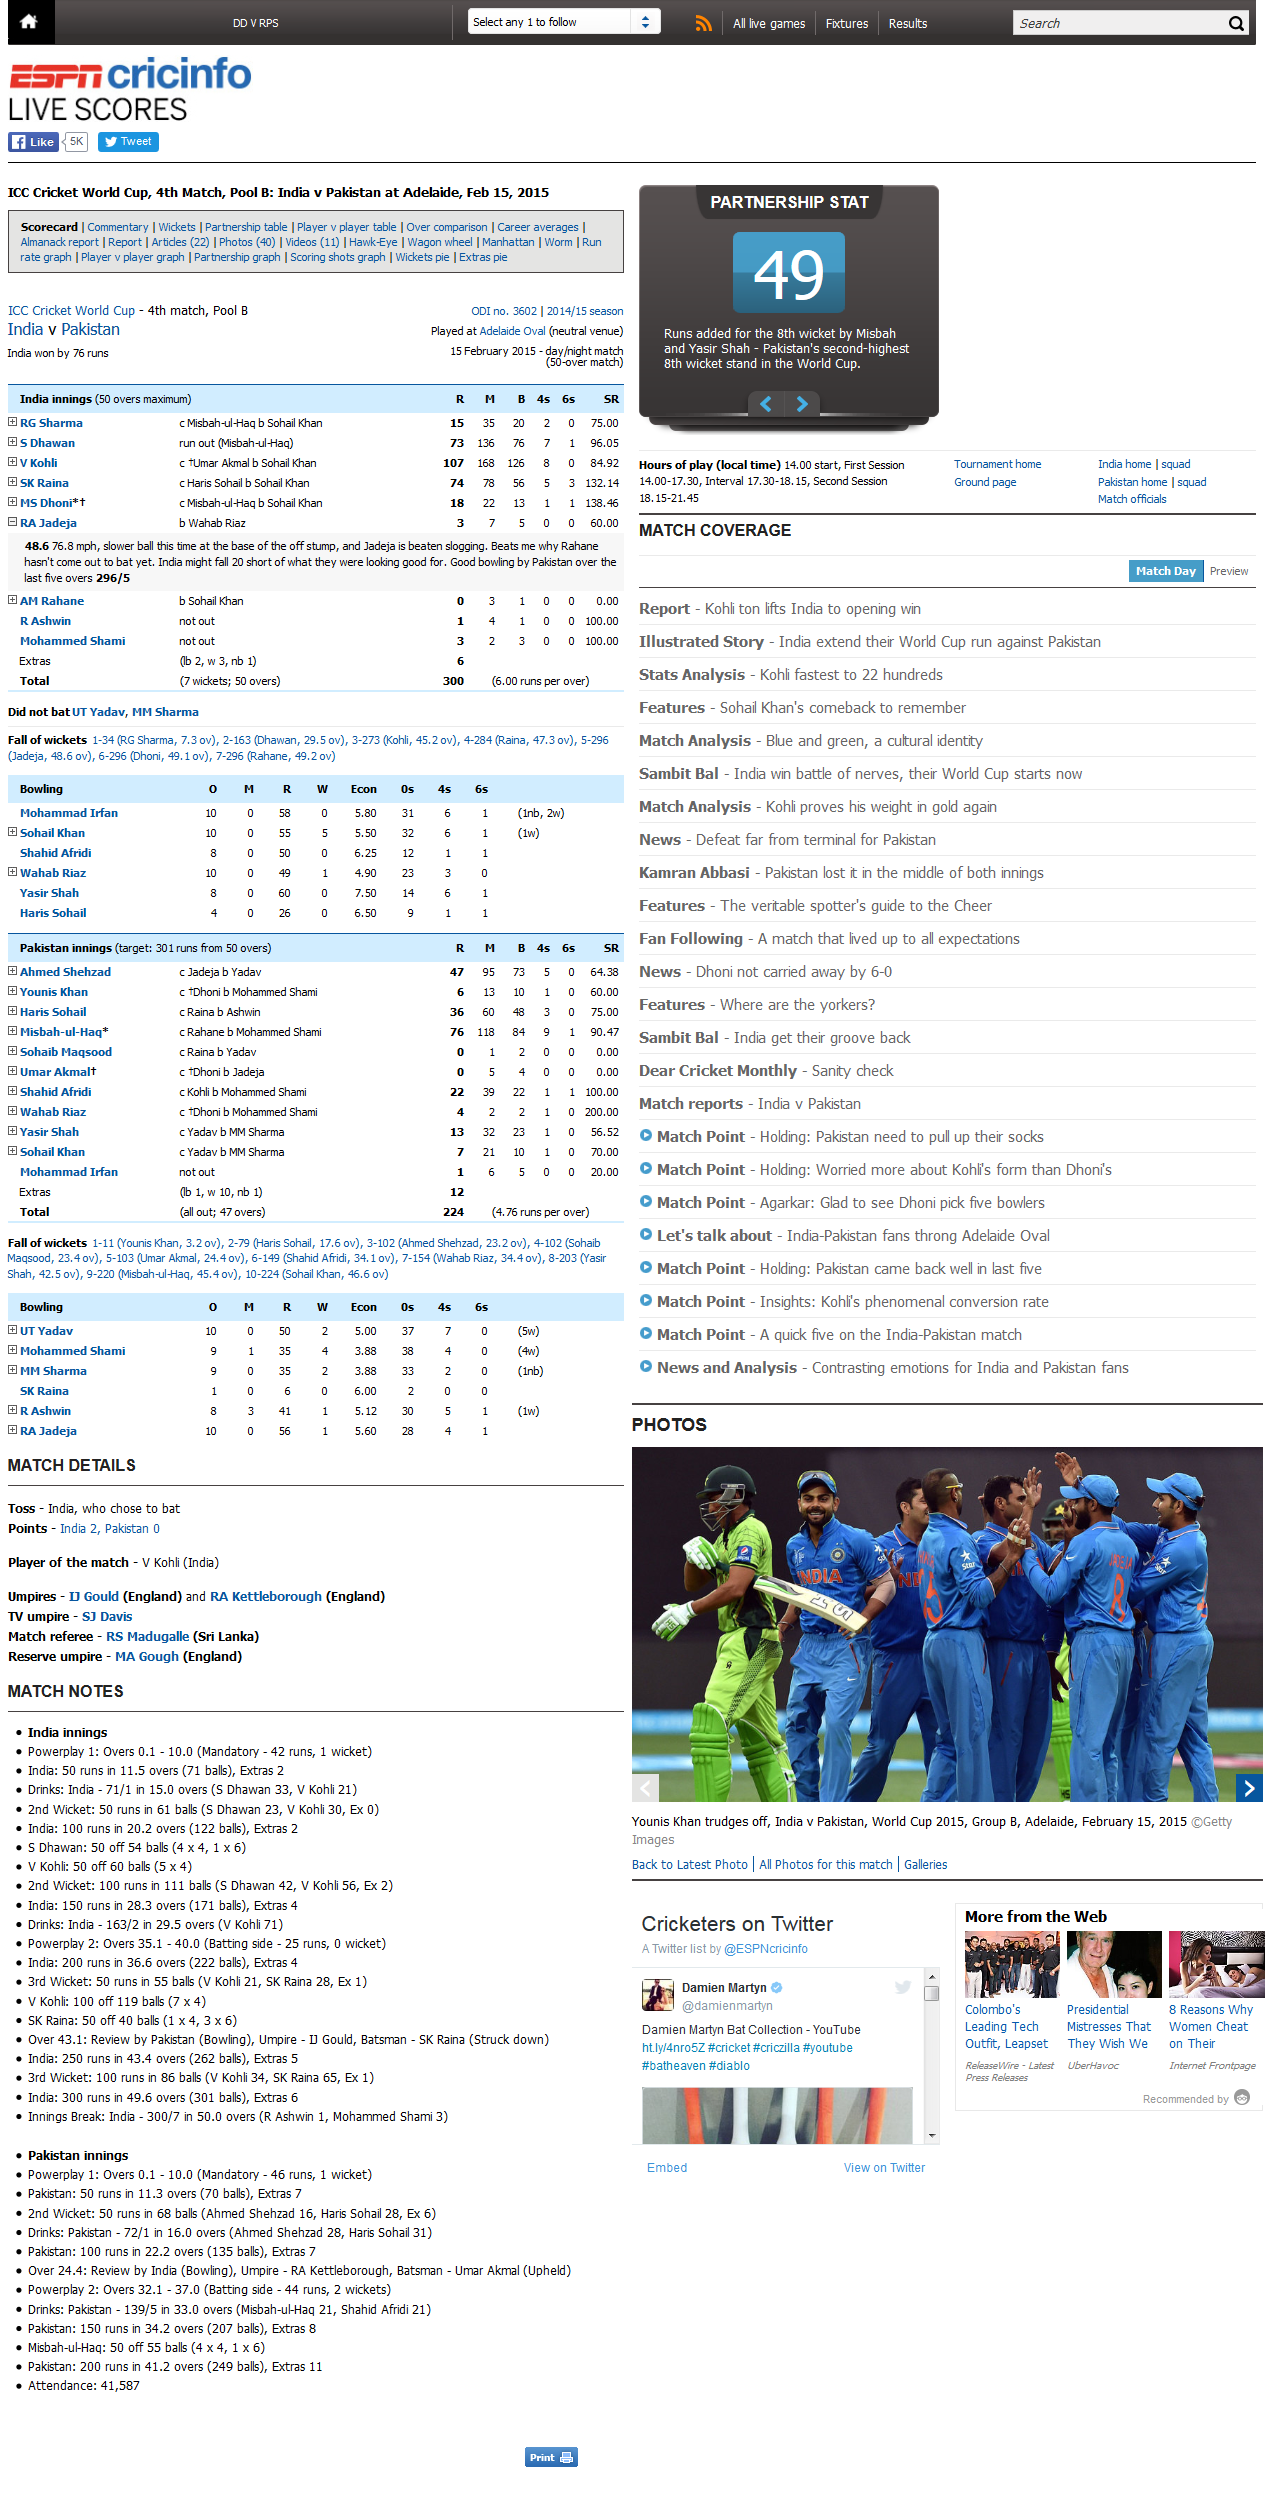 DD V RPS
Select any 1 to follow
All live games
Fixtures
Results
Search
ESPN cricinfo
LIVE SCORES
Like 5K Tweet
ICC Cricket World Cup, 4th Match, Pool B: India v Pakistan at Adelaide, Feb 15, 2015
Scorecard | Commentary | Wickets | Partnership table | Player v player table | Over comparison | Career averages |
Almanack report | Report | Articles (22) | Photos (40) | Videos (11) | Hawk-Eye | Wagon wheel | Manhattan | Worm | Run
rate graph | Player v player graph | Partnership graph | Scoring shots graph | Wickets pie | Extras pie
ICC Cricket World Cup - 4th match, Pool B
India v Pakistan
India won by 76 runs
ODI no. 3602 | 2014/15 season
Played at Adelaide Oval (neutral venue)
15 February 2015 - day/night match
(50-over match)
India innings (50 overs maximum) R M B 4s 6s SR
RG Sharma c Misbah-ul-Haq b Sohail Khan 15 35 20 2 0 75.00
S Dhawan run out (Misbah-ul-Haq) 73 136 76 7 1 96.05
V Kohli c †Umar Akmal b Sohail Khan 107 168 126 8 0 84.92
SK Raina c Haris Sohail b Sohail Khan 74 78 56 5 3 132.14
MS Dhoni*† c Misbah-ul-Haq b Sohail Khan 18 22 13 1 1 138.46
RA Jadeja b Wahab Riaz 3 7 5 0 0 60.00
48.6 76.8 mph, slower ball this time at the base of the off stump, and Jadeja is beaten slogging. Beats me why Rahane
hasn't come out to bat yet. India might fall 20 short of what they were looking good for. Good bowling by Pakistan over the
last five overs 296/5
AM Rahane b Sohail Khan 0 3 1 0 0 0.00
R Ashwin not out 1 4 1 0 0 100.00
Mohammed Shami not out 3 2 3 0 0 100.00
Extras (lb 2, w 3, nb 1) 6
Total (7 wickets; 50 overs) 300 (6.00 runs per over)
Did not bat UT Yadav, MM Sharma
Fall of wickets 1-34 (RG Sharma, 7.3 ov), 2-163 (Dhawan, 29.5 ov), 3-273 (Kohli, 45.2 ov), 4-284 (Raina, 47.3 ov), 5-296
(Jadeja, 48.6 ov), 6-296 (Dhoni, 49.1 ov), 7-296 (Rahane, 49.2 ov)
Bowling O M R W Econ 0s 4s 6s
Mohammad Irfan 10 0 58 0 5.80 31 6 1 (1nb, 2w)
Sohail Khan 10 0 55 5 5.50 32 6 1 (1w)
Shahid Afridi 8 0 50 0 6.25 12 1 1
Wahab Riaz 10 0 49 1 4.90 23 3 0
Yasir Shah 8 0 60 0 7.50 14 6 1
Haris Sohail 4 0 26 0 6.50 9 1 1
Pakistan innings (target: 301 runs from 50 overs) R M B 4s 6s SR
Ahmed Shehzad c Jadeja b Yadav 47 95 73 5 0 64.38
Younis Khan c †Dhoni b Mohammed Shami 6 13 10 1 0 60.00
Haris Sohail c Raina b Ashwin 36 60 48 3 0 75.00
Misbah-ul-Haq* c Rahane b Mohammed Shami 76 118 84 9 1 90.47
Sohaib Maqsood c Raina b Yadav 0 1 2 0 0 0.00
Umar Akmal† c †Dhoni b Jadeja 0 5 4 0 0 0.00
Shahid Afridi c Kohli b Mohammed Shami 22 39 22 1 1 100.00
Wahab Riaz c †Dhoni b Mohammed Shami 4 2 2 1 0 200.00
Yasir Shah c Yadav b MM Sharma 13 32 23 1 0 56.52
Sohail Khan c Yadav b MM Sharma 7 21 10 1 0 70.00
Mohammad Irfan not out 1 6 5 0 0 20.00
Extras (lb 1, w 10, nb 1) 12
Total (all out; 47 overs) 224 (4.76 runs per over)
Fall of wickets 1-11 (Younis Khan, 3.2 ov), 2-79 (Haris Sohail, 17.6 ov), 3-102 (Ahmed Shehzad, 23.2 ov), 4-102 (Sohaib
Maqsood, 23.4 ov), 5-103 (Umar Akmal, 24.4 ov), 6-149 (Shahid Afridi, 34.1 ov), 7-154 (Wahab Riaz, 34.4 ov), 8-203 (Yasir
Shah, 42.5 ov), 9-220 (Misbah-ul-Haq, 45.4 ov), 10-224 (Sohail Khan, 46.6 ov)
Bowling O M R W Econ 0s 4s 6s
UT Yadav 10 0 50 2 5.00 37 7 0 (5w)
Mohammed Shami 9 1 35 4 3.88 38 4 0 (4w)
MM Sharma 9 0 35 2 3.88 33 2 0 (1nb)
SK Raina 1 0 6 0 6.00 2 0 0
R Ashwin 8 3 41 1 5.12 30 5 1 (1w)
RA Jadeja 10 0 56 1 5.60 28 4 1
MATCH DETAILS
Toss - India, who chose to bat
Points - India 2, Pakistan 0
Player of the match - V Kohli (India)
Umpires - IJ Gould (England) and RA Kettleborough (England)
TV umpire - SJ Davis
Match referee - RS Madugalle (Sri Lanka)
Reserve umpire - MA Gough (England)
MATCH NOTES
• India innings
• Powerplay 1: Overs 0.1 - 10.0 (Mandatory - 42 runs, 1 wicket)
• India: 50 runs in 11.5 overs (71 balls), Extras 2
• Drinks: India - 71/1 in 15.0 overs (S Dhawan 33, V Kohli 21)
• 2nd Wicket: 50 runs in 61 balls (S Dhawan 23, V Kohli 30, Ex 0)
• India: 100 runs in 20.2 overs (122 balls), Extras 2
• S Dhawan: 50 off 54 balls (4 x 4, 1 x 6)
• V Kohli: 50 off 60 balls (5 x 4)
• 2nd Wicket: 100 runs in 111 balls (S Dhawan 42, V Kohli 56, Ex 2)
• India: 150 runs in 28.3 overs (171 balls), Extras 4
• Drinks: India - 163/2 in 29.5 overs (V Kohli 71)
• Powerplay 2: Overs 35.1 - 40.0 (Batting side - 25 runs, 0 wicket)
• India: 200 runs in 36.6 overs (222 balls), Extras 4
• 3rd Wicket: 50 runs in 55 balls (V Kohli 21, SK Raina 28, Ex 1)
• V Kohli: 100 off 119 balls (7 x 4)
• SK Raina: 50 off 40 balls (1 x 4, 3 x 6)
• Over 43.1: Review by Pakistan (Bowling), Umpire - IJ Gould, Batsman - SK Raina (Struck down)
• India: 250 runs in 43.4 overs (262 balls), Extras 5
• 3rd Wicket: 100 runs in 86 balls (V Kohli 34, SK Raina 65, Ex 1)
• India: 300 runs in 49.6 overs (301 balls), Extras 6
• Innings Break: India - 300/7 in 50.0 overs (R Ashwin 1, Mohammed Shami 3)
• Pakistan innings
• Powerplay 1: Overs 0.1 - 10.0 (Mandatory - 46 runs, 1 wicket)
• Pakistan: 50 runs in 11.3 overs (70 balls), Extras 7
• 2nd Wicket: 50 runs in 68 balls (Ahmed Shehzad 16, Haris Sohail 28, Ex 6)
• Drinks: Pakistan - 72/1 in 16.0 overs (Ahmed Shehzad 28, Haris Sohail 31)
• Pakistan: 100 runs in 22.2 overs (135 balls), Extras 7
• Over 24.4: Review by India (Bowling), Umpire - RA Kettleborough, Batsman - Umar Akmal (Upheld)
• Powerplay 2: Overs 32.1 - 37.0 (Batting side - 44 runs, 2 wickets)
• Drinks: Pakistan - 139/5 in 33.0 overs (Misbah-ul-Haq 21, Shahid Afridi 21)
• Pakistan: 150 runs in 34.2 overs (207 balls), Extras 8
• Misbah-ul-Haq: 50 off 55 balls (4 x 4, 1 x 6)
• Pakistan: 200 runs in 41.2 overs (249 balls), Extras 11
• Attendance: 41,587
Print
PARTNERSHIP STAT
49
Runs added for the 8th wicket by Misbah
and Yasir Shah - Pakistan's second-highest
8th wicket stand in the World Cup.
Hours of play (local time) 14.00 start, First Session
14.00-17.30, Interval 17.30-18.15, Second Session
18.15-21.45
Tournament home
Ground page
India home | squad
Pakistan home | squad
Match officials
MATCH COVERAGE
Match Day Preview
Report - Kohli ton lifts India to opening win
Illustrated Story - India extend their World Cup run against Pakistan
Stats Analysis - Kohli fastest to 22 hundreds
Features - Sohail Khan's comeback to remember
Match Analysis - Blue and green, a cultural identity
Sambit Bal - India win battle of nerves, their World Cup starts now
Match Analysis - Kohli proves his weight in gold again
News - Defeat far from terminal for Pakistan
Kamran Abbasi - Pakistan lost it in the middle of both innings
Features - The veritable spotter's guide to the Cheer
Fan Following - A match that lived up to all expectations
News - Dhoni not carried away by 6-0
Features - Where are the yorkers?
Sambit Bal - India get their groove back
Dear Cricket Monthly - Sanity check
Match reports - India v Pakistan
Match Point - Holding: Pakistan need to pull up their socks
Match Point - Holding: Worried more about Kohli's form than Dhoni's
Match Point - Agarkar: Glad to see Dhoni pick five bowlers
Let's talk about - India-Pakistan fans throng Adelaide Oval
Match Point - Holding: Pakistan came back well in last five
Match Point - Insights: Kohli's phenomenal conversion rate
Match Point - A quick five on the India-Pakistan match
News and Analysis - Contrasting emotions for India and Pakistan fans
PHOTOS
INDIA
Younis Khan trudges off, India v Pakistan, World Cup 2015, Group B, Adelaide, February 15, 2015 ©Getty
Images
Back to Latest Photo | All Photos for this match | Galleries
Cricketers on Twitter
A Twitter list by @ESPNcricinfo
Damien Martyn
@damienmartyn
Damien Martyn Bat Collection - YouTube
ht.ly/4nro5Z #cricket #criczilla #youtube
#batheaven #diablo
Embed
View on Twitter
More from the Web
Colombo's
Leading Tech
Outfit, Leapset
ReleaseWire - Latest
Press Releases
Presidential
Mistresses That
They Wish We
UberHavoc
8 Reasons Why
Women Cheat
on Their
Internet Frontpage
Recommended by